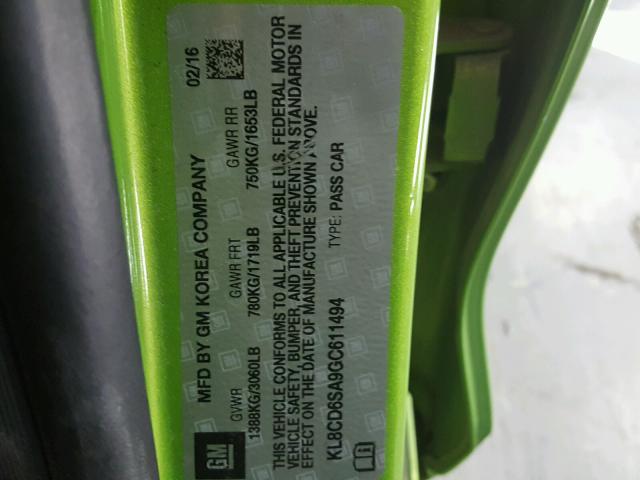 GM
MFD BY GM KOREA COMPANY 02/16
GVWR GAWR FRT GAWR RR
1388KG/3060LB 780KG/1719LB 750KG/1653LB
THIS VEHICLE CONFORMS TO ALL APPLICABLE U.S. FEDERAL MOTOR
VEHICLE SAFETY, BUMPER, AND THEFT PREVENTION STANDARDS IN
EFFECT ON THE DATE OF MANUFACTURE SHOWN ABOVE.
KL8CD6SA9GC611494 TYPE: PASS CAR